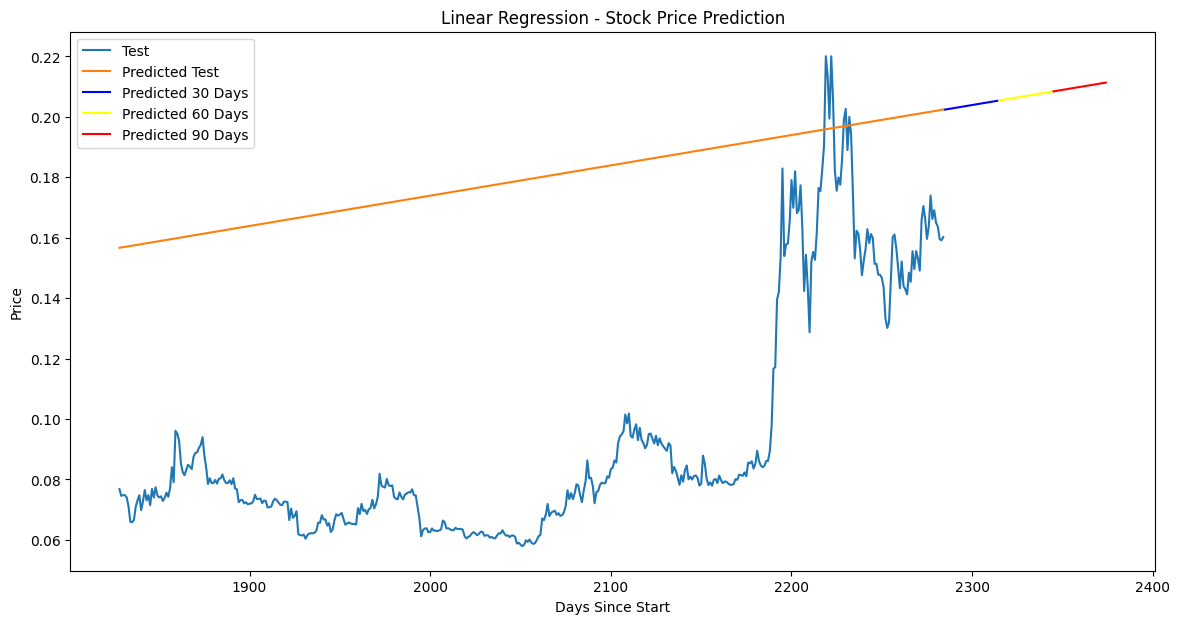 Linear Regression - Stock Price Prediction
Test
Predicted Test
Predicted 30 Days
Predicted 60 Days
Predicted 90 Days
0.22
0.20
0.18
0.16
0.14
0.12
0.10
0.08
0.06
Price
1900 2000 2100 2200 2300 2400
Days Since Start